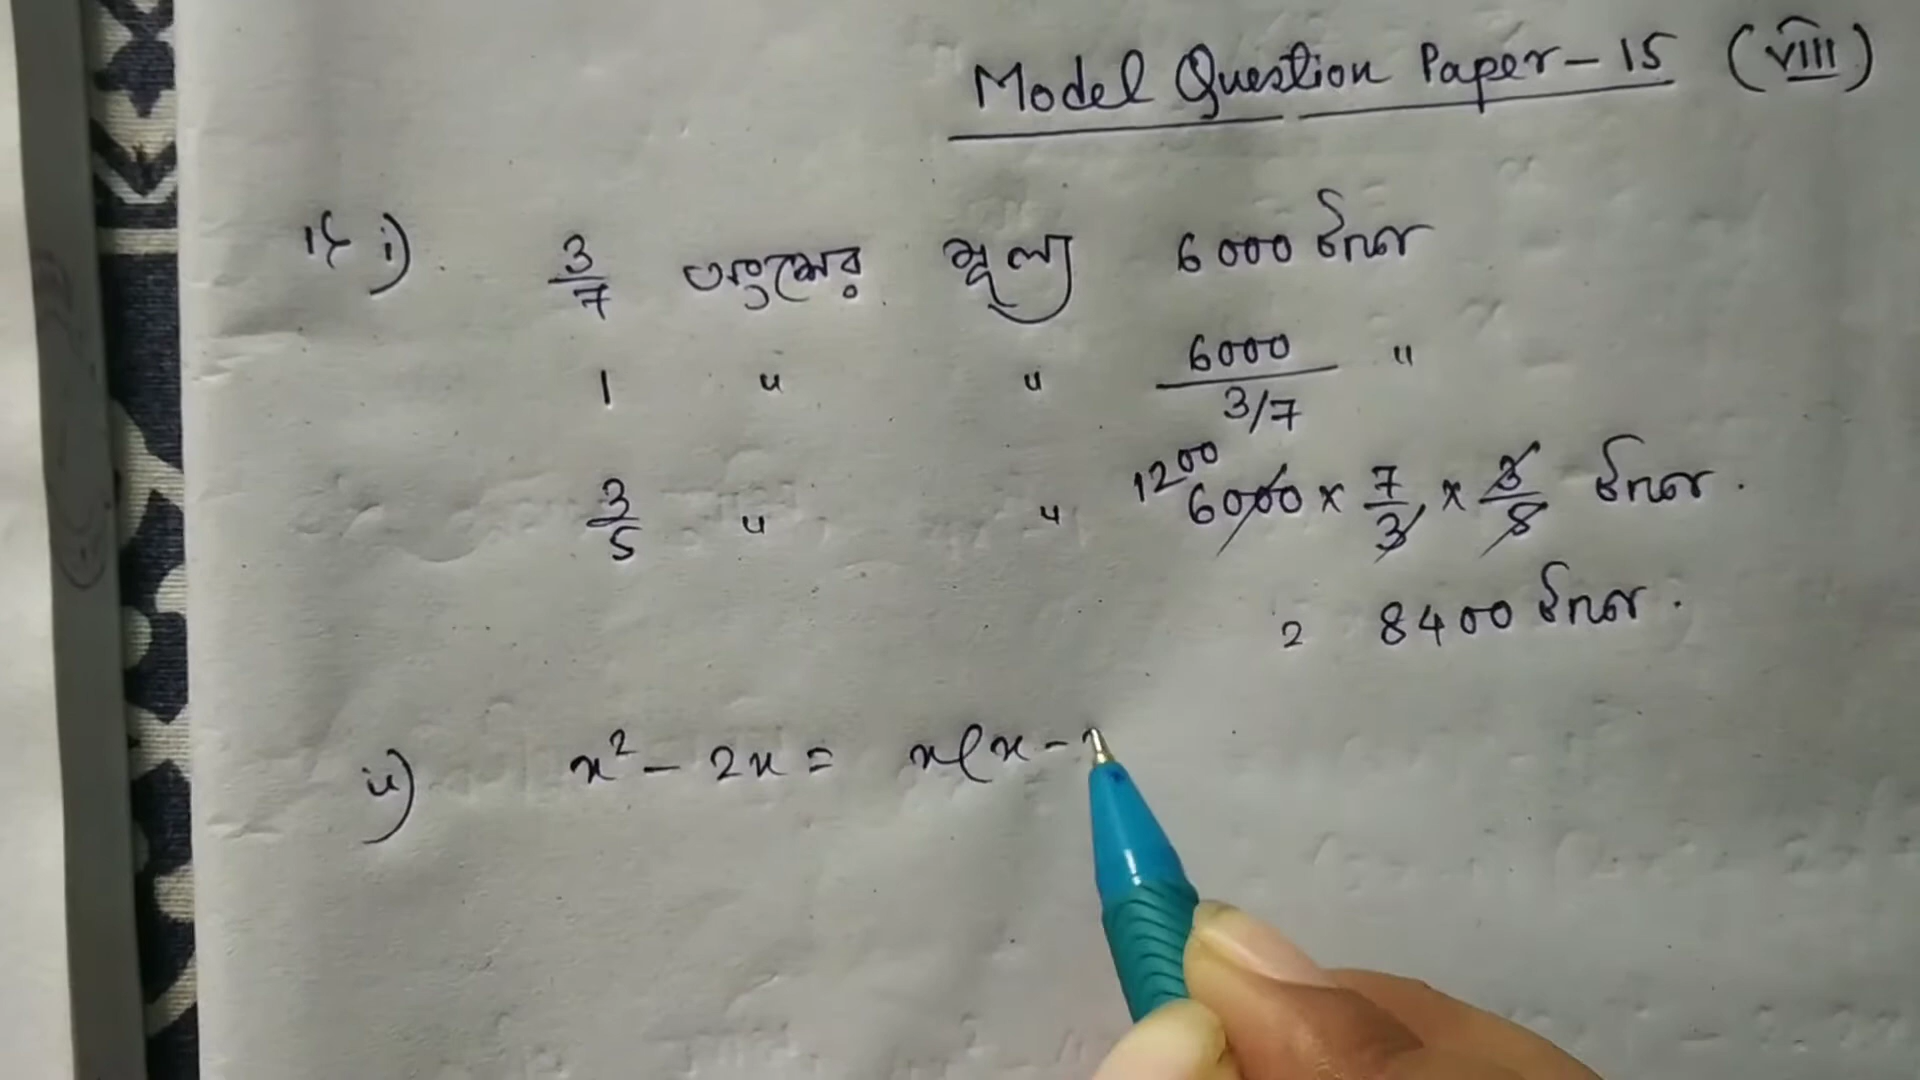 Model Question Paper - 15 (VIII)
1) i) 3/7 অংশের মূল্য 6000 টাকা
1 " " 6000 / 3/7 "
3/5 " " 1200 6000 x 7/3 x 3/5 টাকা.
= 8400 টাকা.
ii) x² - 2x = x(x -